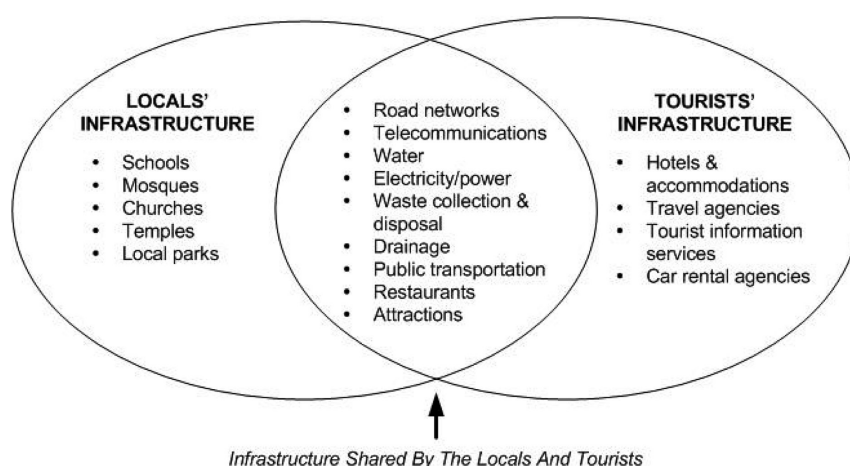 LOCALS'
INFRASTRUCTURE
• Schools
• Mosques
• Churches
• Temples
• Local parks
• Road networks
• Telecommunications
• Water
• Electricity/power
• Waste collection &
disposal
• Drainage
• Public transportation
• Restaurants
• Attractions
TOURISTS'
INFRASTRUCTURE
• Hotels &
accommodations
• Travel agencies
• Tourist information
services
• Car rental agencies
Infrastructure Shared By The Locals And Tourists